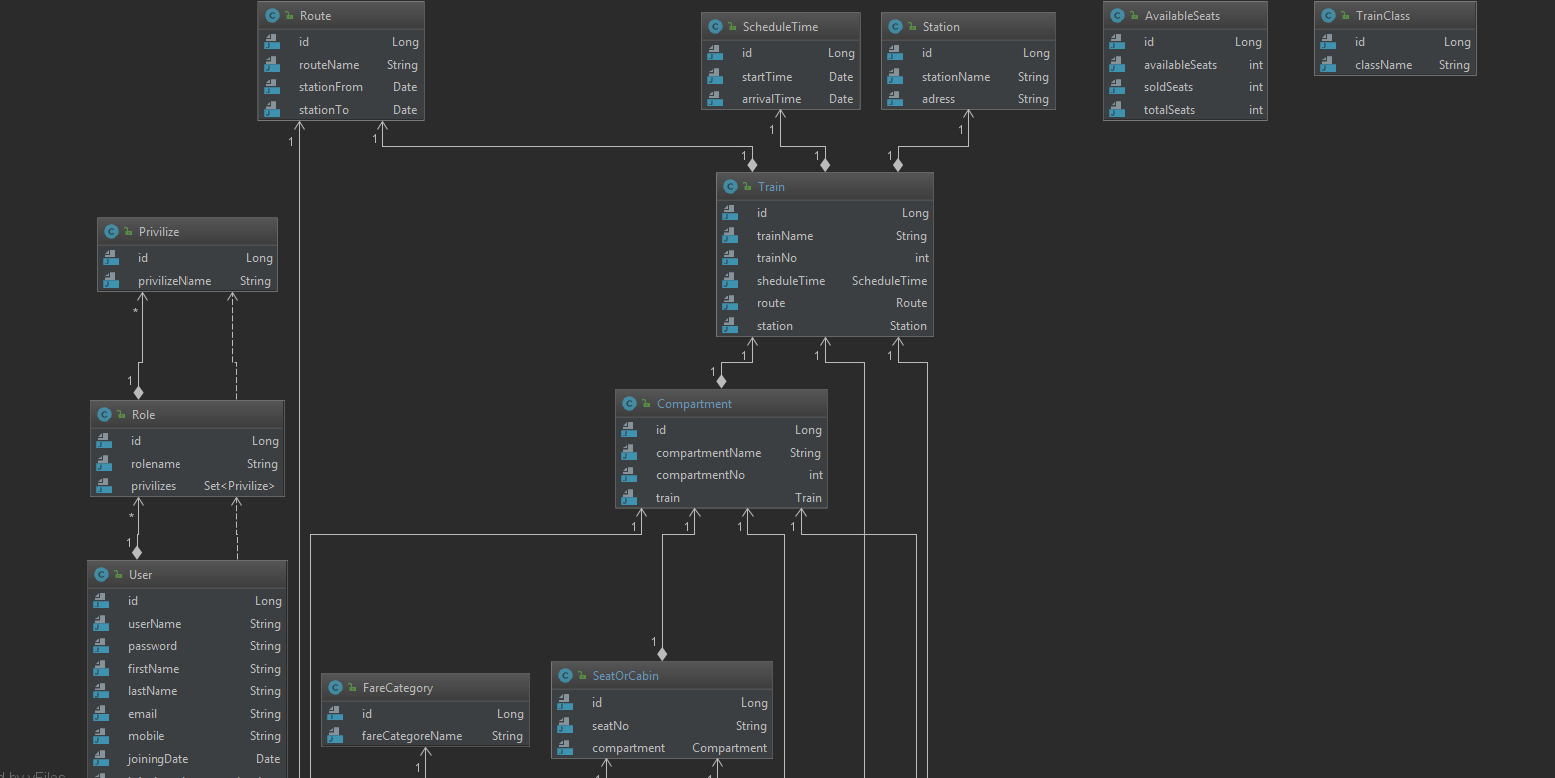 Route
id Long
routeName String
stationFrom Date
stationTo Date
ScheduleTime
id Long
startTime Date
arrivalTime Date
Station
id Long
stationName String
adress String
AvailableSeats
id Long
availableSeats int
soldSeats int
totalSeats int
TrainClass
id Long
className String
1
1
1
1
1
1
1
Train
id Long
trainName String
trainNo int
sheduleTime ScheduleTime
route Route
station Station
Privilize
id Long
privilizeName String
*
1
1
1
1
1
Role
id Long
rolename String
privilizes Set<Privilize>
Compartment
id Long
compartmentName String
compartmentNo int
train Train
*
1
1
1
1
1
User
id Long
userName String
password String
firstName String
lastName String
email String
mobile String
joiningDate Date
1
FareCategory
id Long
fareCategoreName String
SeatOrCabin
id Long
seatNo String
compartment Compartment
1
1
1
d by yFiles